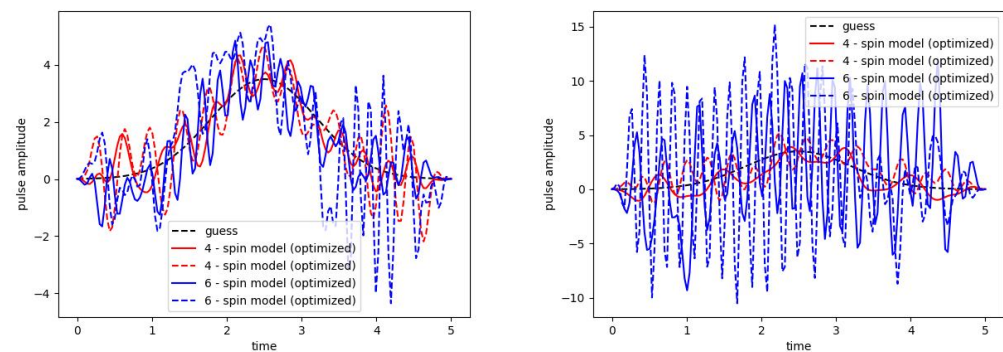 pulse amplitude
4
2
0
−2
−4
guess
4 - spin model (optimized)
4 - spin model (optimized)
6 - spin model (optimized)
6 - spin model (optimized)
0 1 2 3 4 5
time
pulse amplitude
15
10
5
0
−5
−10
guess
4 - spin model (optimized)
4 - spin model (optimized)
6 - spin model (optimized)
6 - spin model (optimized)
0 1 2 3 4 5
time